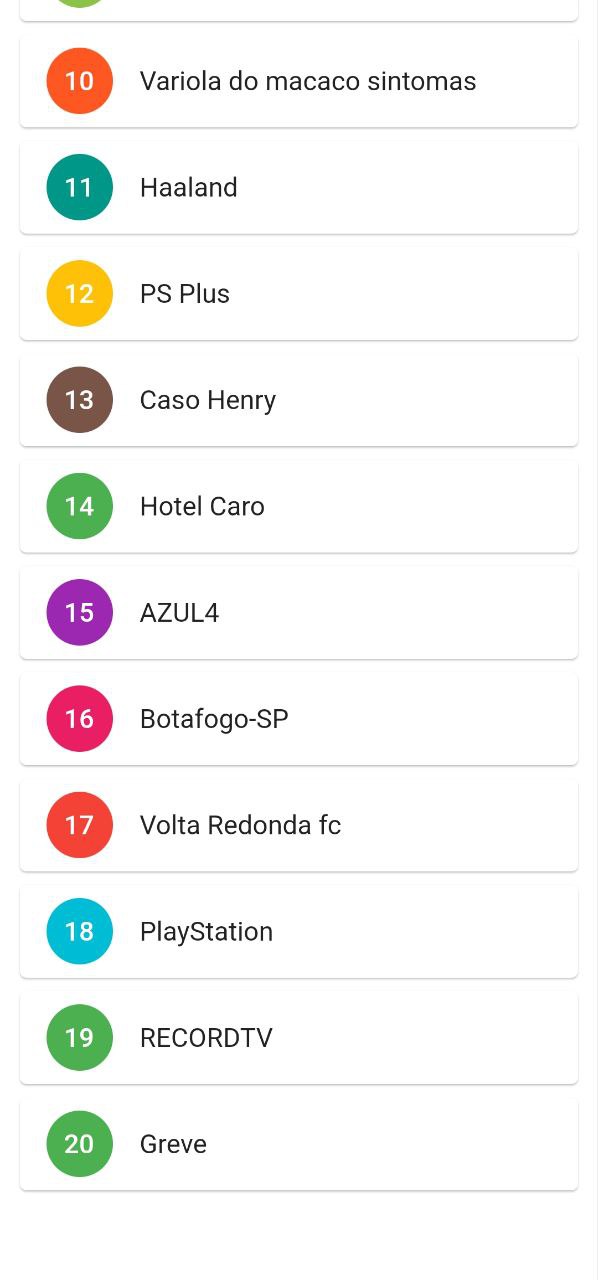 10 Variola do macaco sintomas
11 Haaland
12 PS Plus
13 Caso Henry
14 Hotel Caro
15 AZUL4
16 Botafogo-SP
17 Volta Redonda fc
18 PlayStation
19 RECORDTV
20 Greve